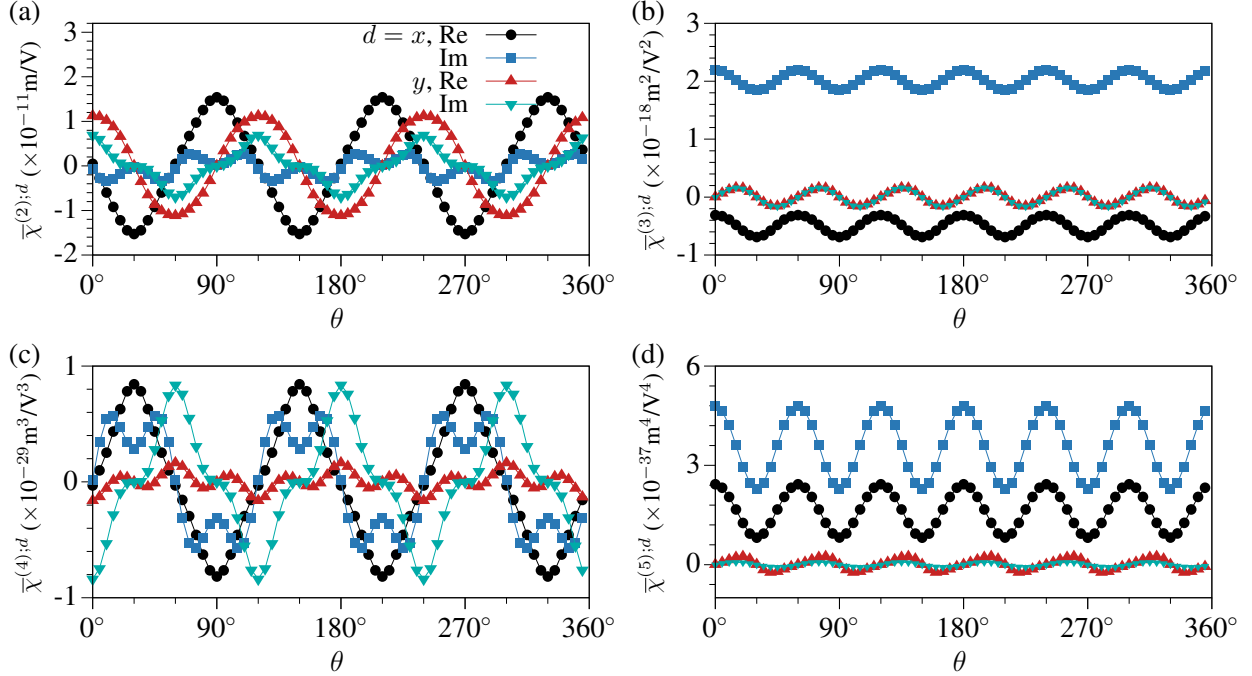 (a)
3
2
1
0
-1
-2
χ̅^(2);d (×10^−11 m/V)
d = x, Re
Im
y, Re
Im
0° 90° 180° 270° 360°
θ
(b)
3
2
1
0
-1
χ̅^(3);d (×10^−18 m^2/V^2)
0° 90° 180° 270° 360°
θ
(c)
1
0
-1
χ̅^(4);d (×10^−29 m^3/V^3)
0° 90° 180° 270° 360°
θ
(d)
6
3
0
χ̅^(5);d (×10^−37 m^4/V^4)
0° 90° 180° 270° 360°
θ